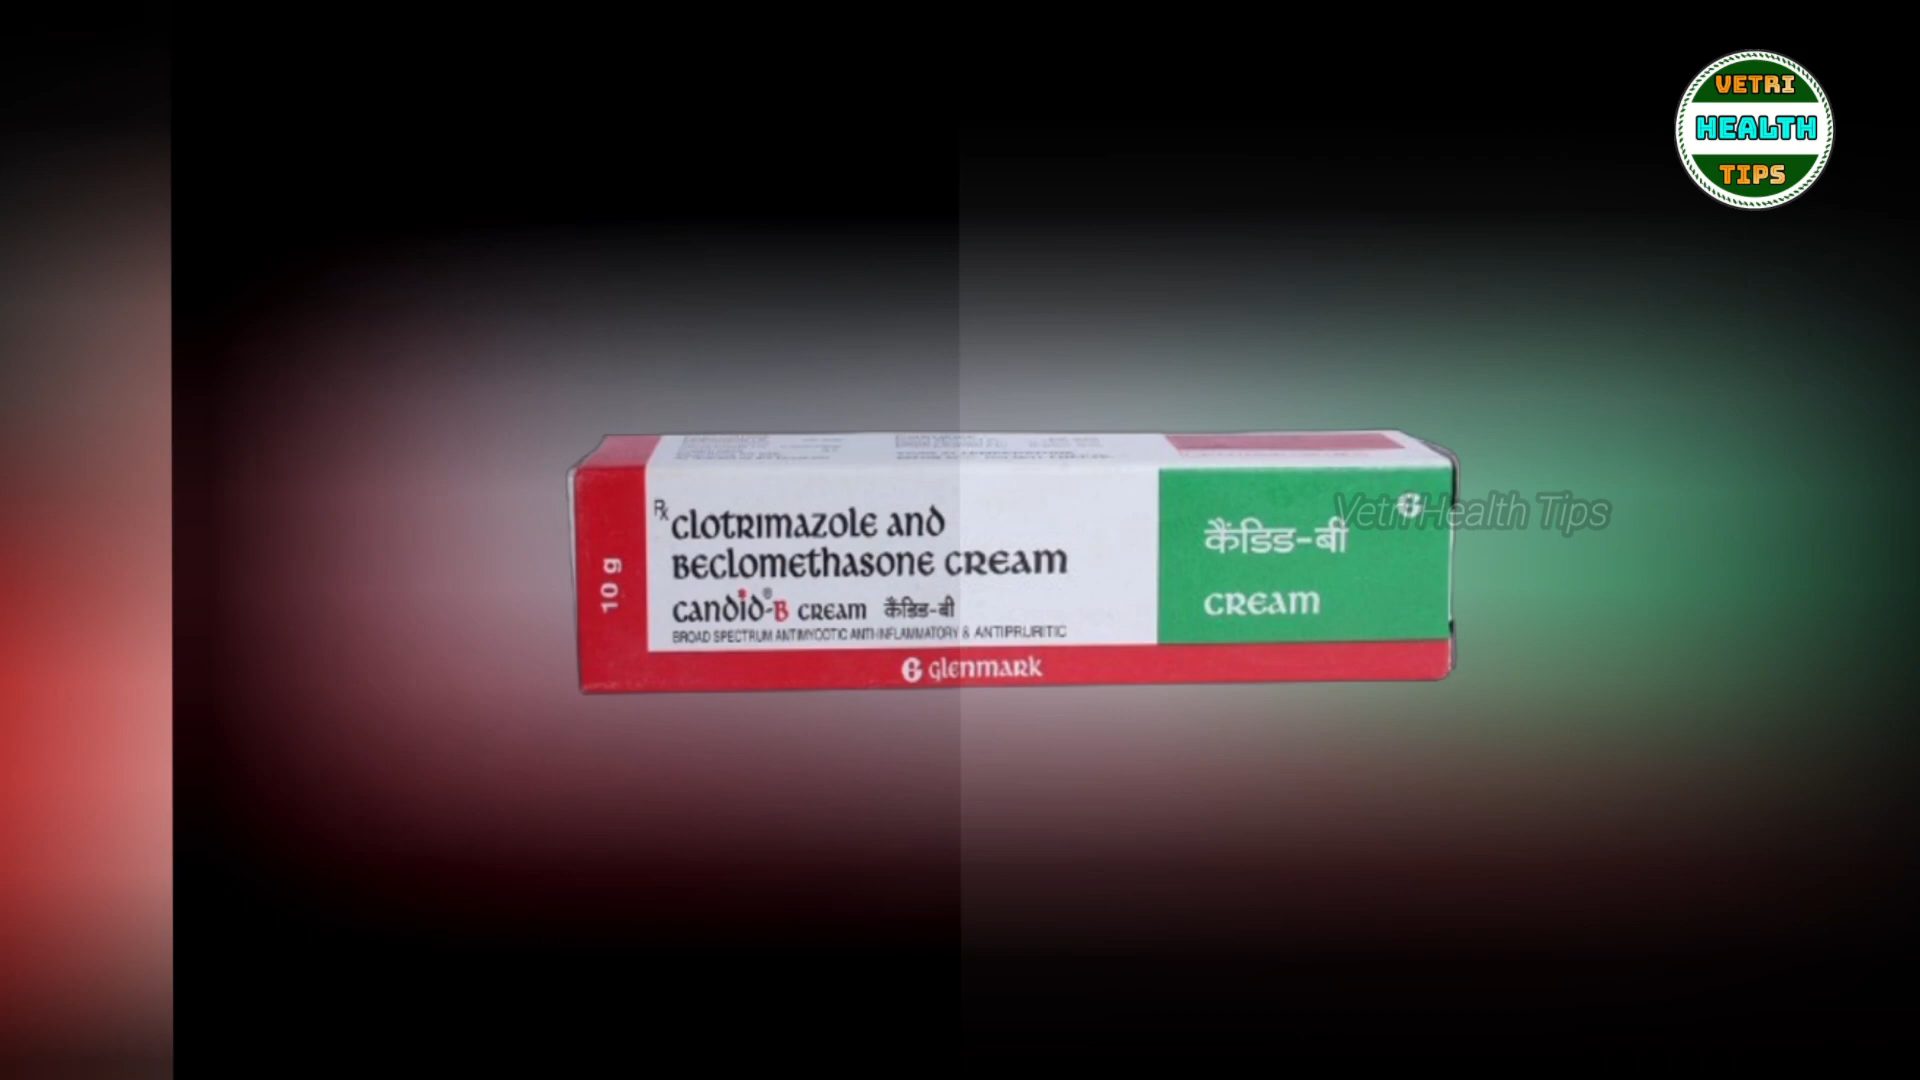 VETRI
HEALTH
TIPS
Rx
Clotrimazole and
Beclomethasone Cream
Candid®-B Cream कैंडिड-बी
BROAD SPECTRUM ANTIMYCOTIC ANTI-INFLAMMATORY & ANTIPRURITIC
10 g
G
कैंडिड-बी
Cream
Vetri Health Tips
G glenmark